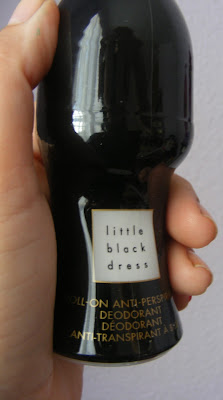 little
black
dress
DEODORANT
DÉODORANT
ANTI-TRANSPIRANT À